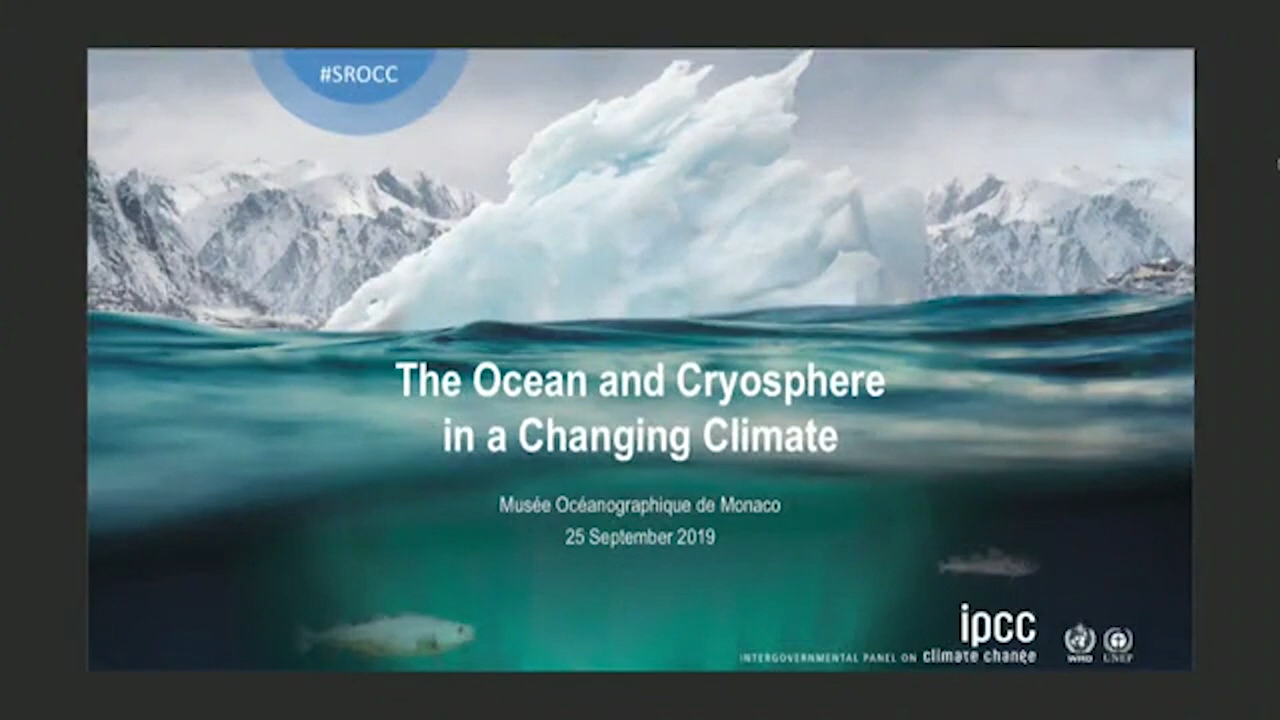 #SROCC
The Ocean and Cryosphere
in a Changing Climate
Musée Océanographique de Monaco
25 September 2019
ipcc
INTERGOVERNMENTAL PANEL ON climate change
WMO UNEP